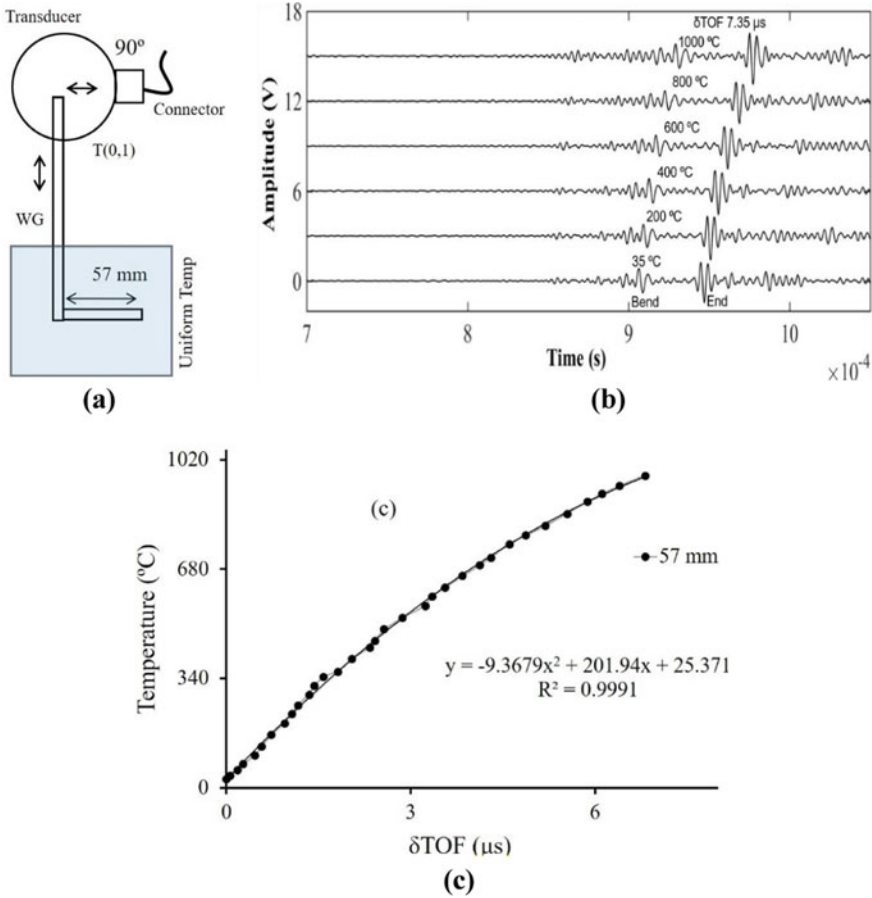 Transducer
90º
Connector
T(0,1)
WG
57 mm
Uniform Temp
(a)
Amplitude (V)
18
12
6
0
δTOF 7.35 µs
1000 ºC
800 ºC
600 ºC
400 ºC
200 ºC
35 ºC
Bend
End
7
8
9
10
Time (s)
×10⁻⁴
(b)
Temperature (ºC)
1020
680
340
0
(c)
57 mm
y = -9.3679x² + 201.94x + 25.371
R² = 0.9991
0
3
6
δTOF (µs)
(c)